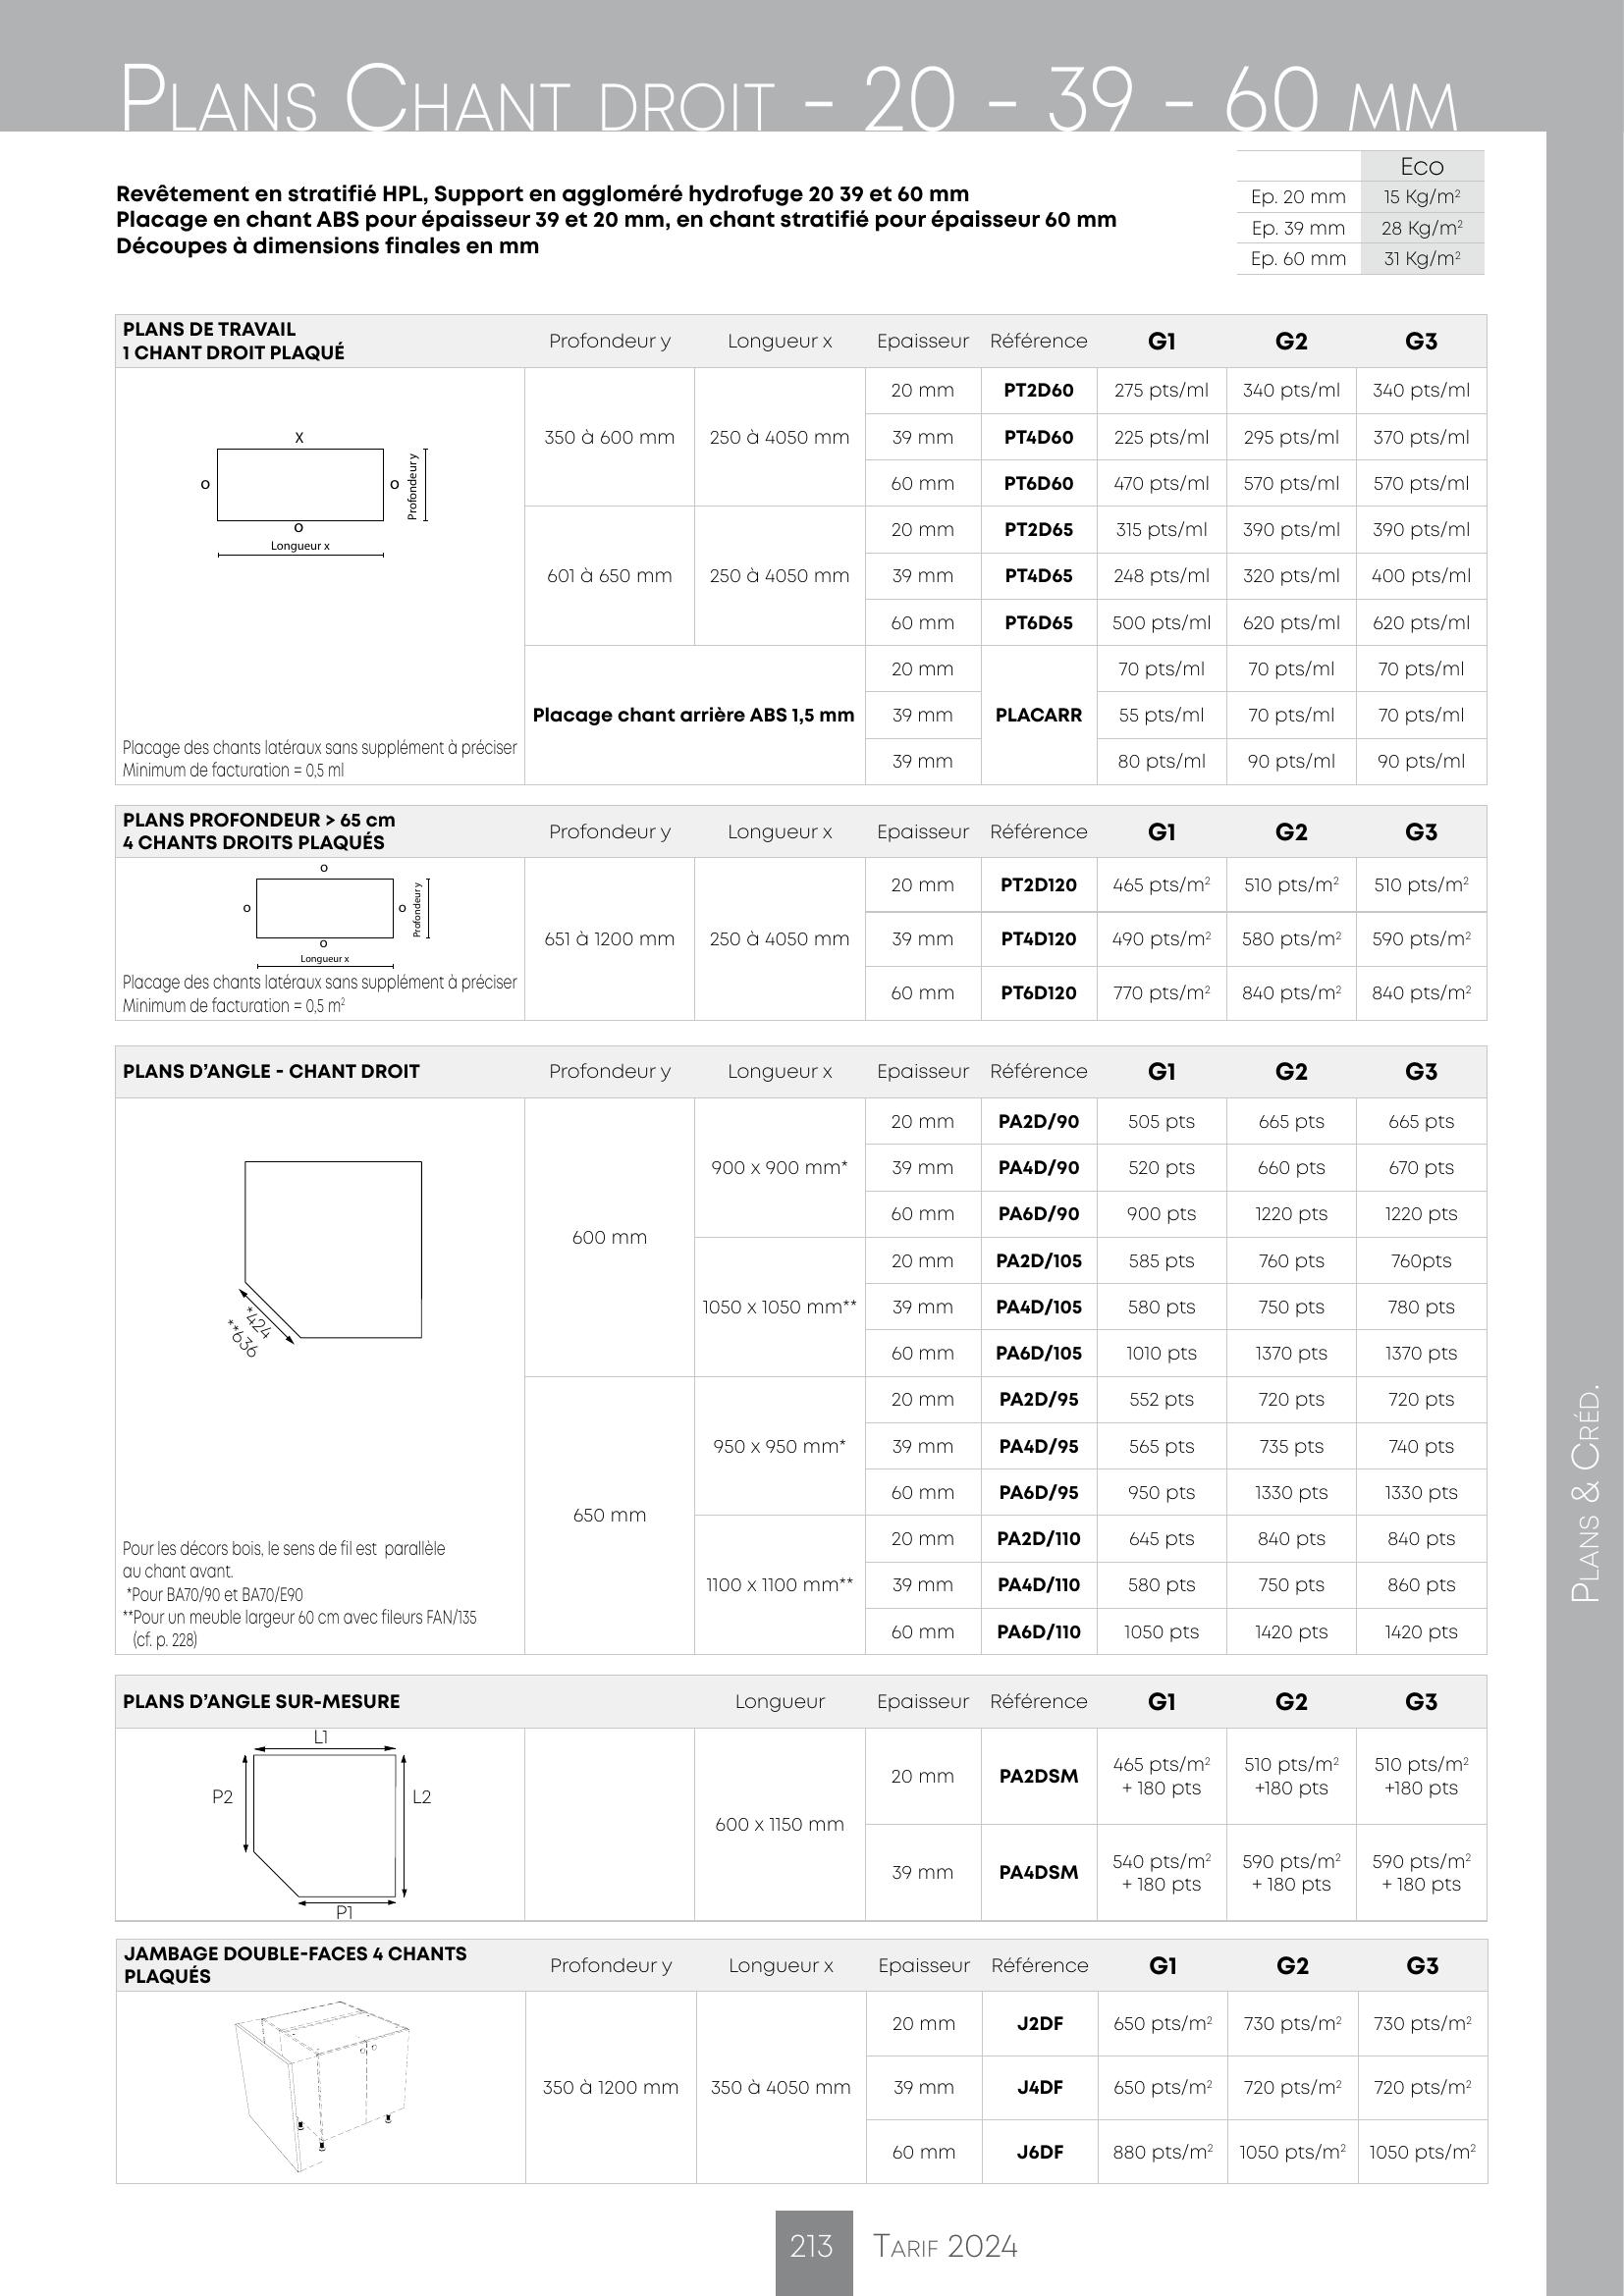 PLANS CHANT DROIT - 20 - 39 - 60 MM
Eco
Ep. 20 mm 15 Kg/m²
Ep. 39 mm 28 Kg/m²
Ep. 60 mm 31 Kg/m²
Revêtement en stratifié HPL, Support en aggloméré hydrofuge 20 39 et 60 mm
Placage en chant ABS pour épaisseur 39 et 20 mm, en chant stratifié pour épaisseur 60 mm
Découpes à dimensions finales en mm
PLANS DE TRAVAIL
1 CHANT DROIT PLAQUÉ
Profondeur y Longueur x Epaisseur Référence G1 G2 G3
X
O
O
O
Profondeur y
Longueur x
Placage des chants latéraux sans supplément à préciser
Minimum de facturation = 0,5 ml
350 à 600 mm 250 à 4050 mm
20 mm PT2D60 275 pts/ml 340 pts/ml 340 pts/ml
39 mm PT4D60 225 pts/ml 295 pts/ml 370 pts/ml
60 mm PT6D60 470 pts/ml 570 pts/ml 570 pts/ml
601 à 650 mm 250 à 4050 mm
20 mm PT2D65 315 pts/ml 390 pts/ml 390 pts/ml
39 mm PT4D65 248 pts/ml 320 pts/ml 400 pts/ml
60 mm PT6D65 500 pts/ml 620 pts/ml 620 pts/ml
Placage chant arrière ABS 1,5 mm PLACARR
20 mm 70 pts/ml 70 pts/ml 70 pts/ml
39 mm 55 pts/ml 70 pts/ml 70 pts/ml
39 mm 80 pts/ml 90 pts/ml 90 pts/ml
PLANS PROFONDEUR > 65 cm
4 CHANTS DROITS PLAQUÉS
Profondeur y Longueur x Epaisseur Référence G1 G2 G3
O
O
O
O
Profondeur y
Longueur x
Placage des chants latéraux sans supplément à préciser
Minimum de facturation = 0,5 m²
651 à 1200 mm 250 à 4050 mm
20 mm PT2D120 465 pts/m² 510 pts/m² 510 pts/m²
39 mm PT4D120 490 pts/m² 580 pts/m² 590 pts/m²
60 mm PT6D120 770 pts/m² 840 pts/m² 840 pts/m²
PLANS D’ANGLE - CHANT DROIT Profondeur y Longueur x Epaisseur Référence G1 G2 G3
*424
**636
Pour les décors bois, le sens de fil est parallèle
au chant avant.
*Pour BA70/90 et BA70/E90
**Pour un meuble largeur 60 cm avec fileurs FAN/135
(cf. p. 228)
600 mm
900 x 900 mm*
20 mm PA2D/90 505 pts 665 pts 665 pts
39 mm PA4D/90 520 pts 660 pts 670 pts
60 mm PA6D/90 900 pts 1220 pts 1220 pts
1050 x 1050 mm**
20 mm PA2D/105 585 pts 760 pts 760pts
39 mm PA4D/105 580 pts 750 pts 780 pts
60 mm PA6D/105 1010 pts 1370 pts 1370 pts
650 mm
950 x 950 mm*
20 mm PA2D/95 552 pts 720 pts 720 pts
39 mm PA4D/95 565 pts 735 pts 740 pts
60 mm PA6D/95 950 pts 1330 pts 1330 pts
1100 x 1100 mm**
20 mm PA2D/110 645 pts 840 pts 840 pts
39 mm PA4D/110 580 pts 750 pts 860 pts
60 mm PA6D/110 1050 pts 1420 pts 1420 pts
PLANS D’ANGLE SUR-MESURE Longueur Epaisseur Référence G1 G2 G3
L1
P2
L2
P1
600 x 1150 mm
20 mm PA2DSM 465 pts/m² 510 pts/m² 510 pts/m²
+ 180 pts +180 pts +180 pts
39 mm PA4DSM 540 pts/m² 590 pts/m² 590 pts/m²
+ 180 pts + 180 pts + 180 pts
JAMBAGE DOUBLE-FACES 4 CHANTS
PLAQUÉS
Profondeur y Longueur x Epaisseur Référence G1 G2 G3
350 à 1200 mm 350 à 4050 mm
20 mm J2DF 650 pts/m² 730 pts/m² 730 pts/m²
39 mm J4DF 650 pts/m² 720 pts/m² 720 pts/m²
60 mm J6DF 880 pts/m² 1050 pts/m² 1050 pts/m²
PLANS & CRÉD.
213 TARIF 2024